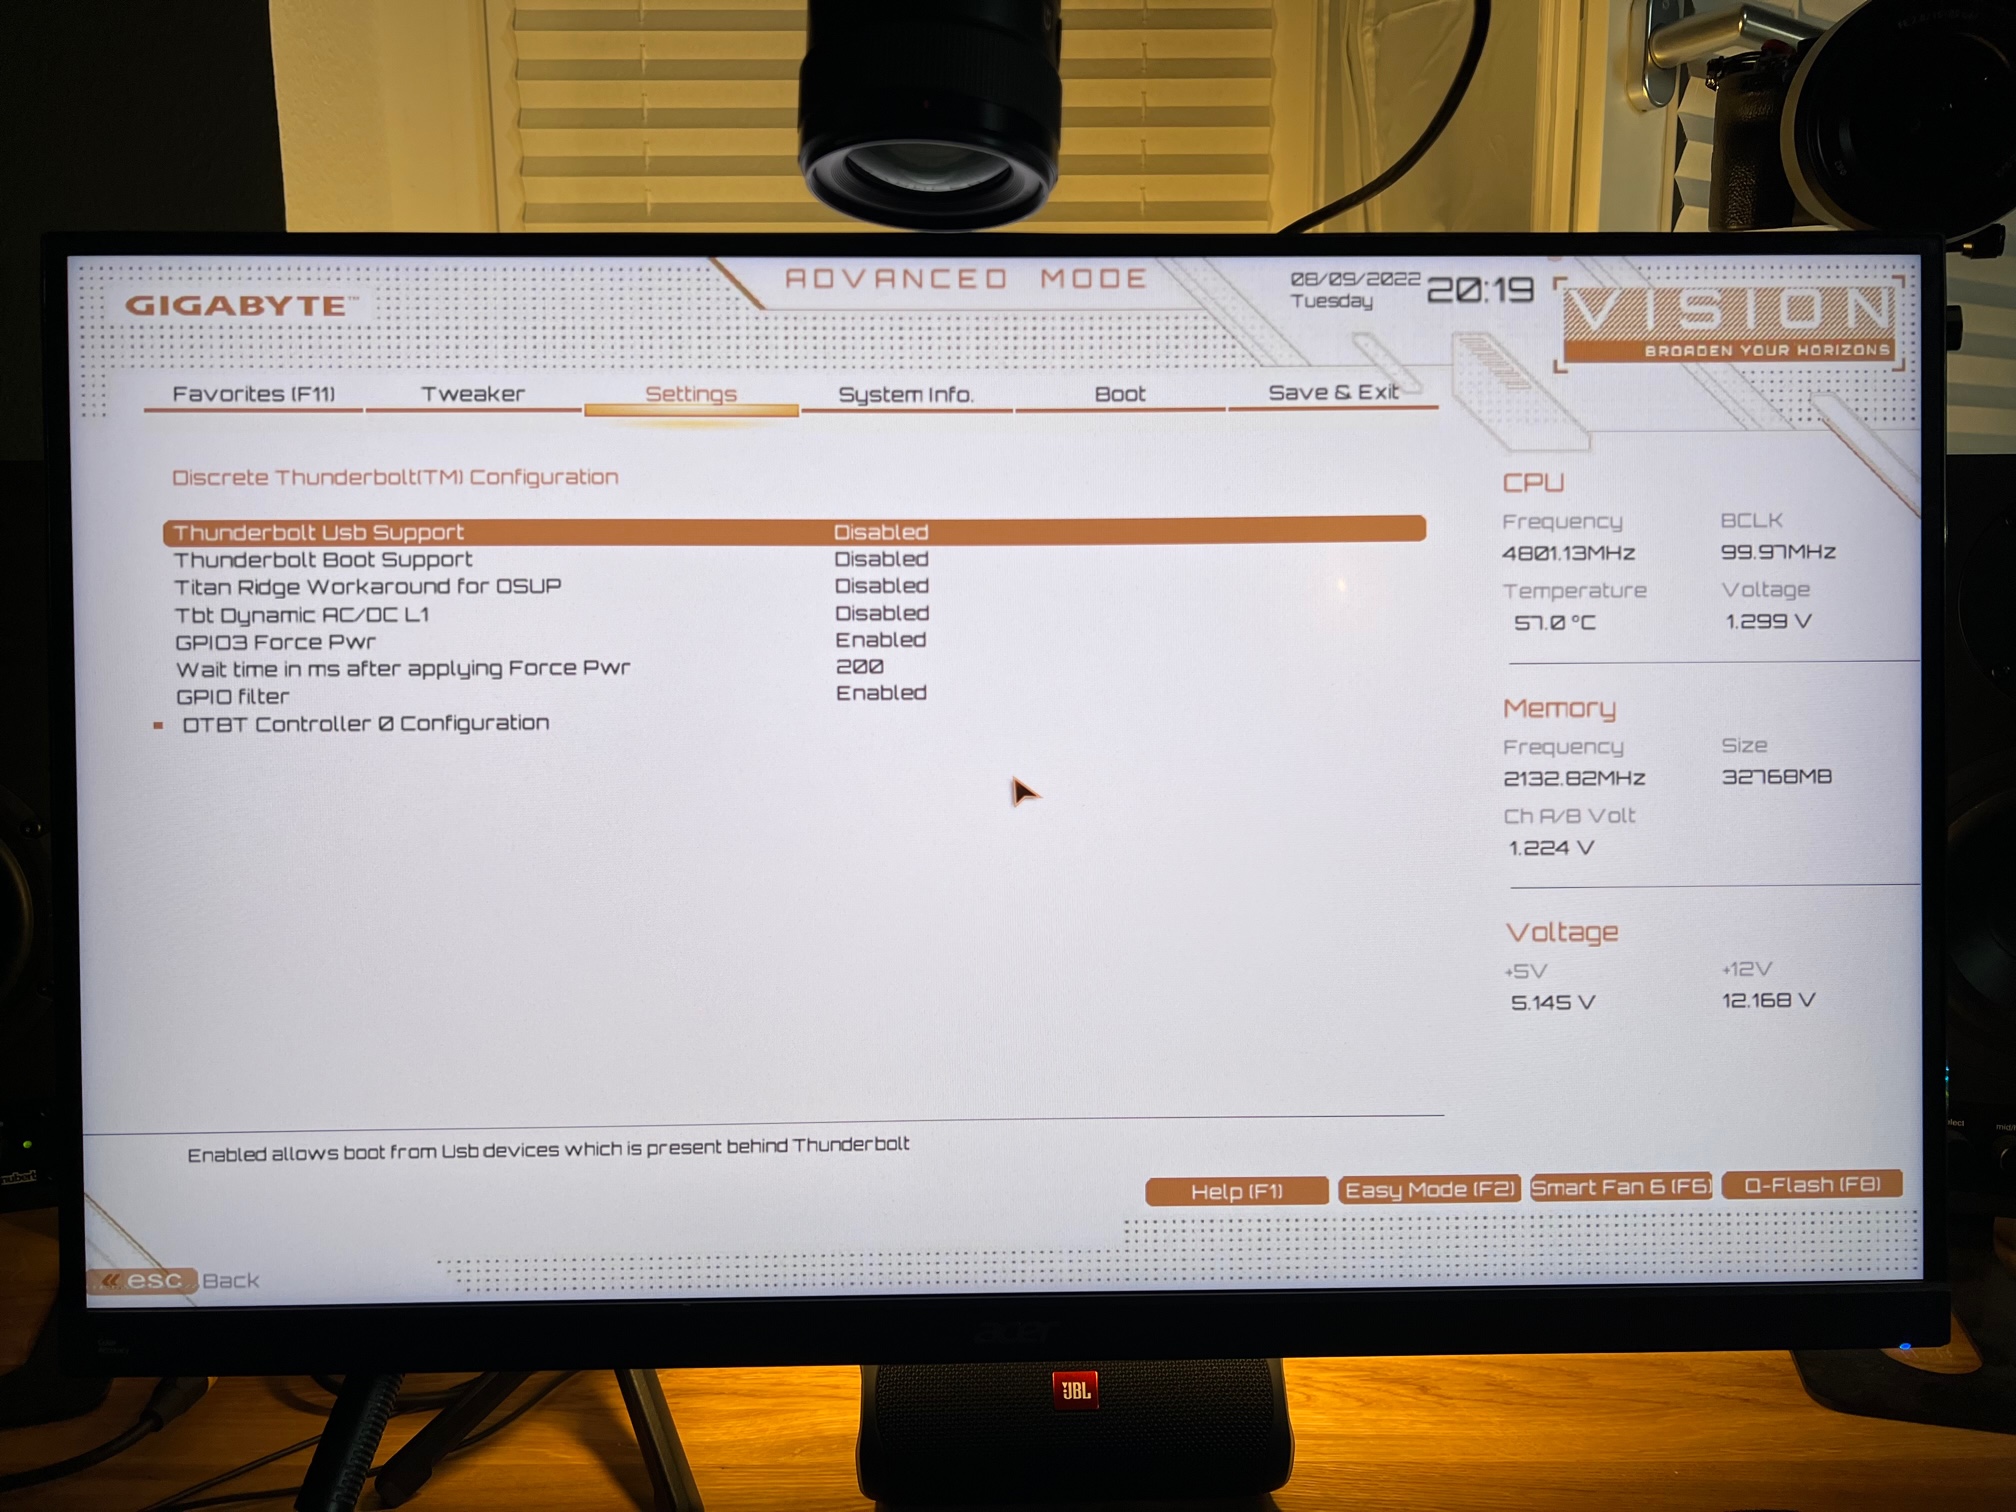 GIGABYTE™
ADVANCED MODE
08/09/2022
Tuesday
20:19
VISION
BROADEN YOUR HORIZONS
Favorites (F11)
Tweaker
Settings
System Info.
Boot
Save & Exit
Discrete Thunderbolt(TM) Configuration
Thunderbolt Usb Support Disabled
Thunderbolt Boot Support Disabled
Titan Ridge Workaround for OSUP Disabled
Tbt Dynamic AC/DC L1 Disabled
GPIO3 Force Pwr Enabled
Wait time in ms after applying Force Pwr 200
GPIO filter Enabled
DTBT Controller 0 Configuration
CPU
Frequency BCLK
4801.13MHz 99.97MHz
Temperature Voltage
57.0 °C 1.299 V
Memory
Frequency Size
2132.82MHz 32768MB
Ch A/B Volt
1.224 V
Voltage
+5V +12V
5.145 V 12.168 V
Enabled allows boot from Usb devices which is present behind Thunderbolt
Help (F1)
Easy Mode (F2)
Smart Fan 6 (F6)
Q-Flash (F8)
esc Back
acer
JBL
nubert